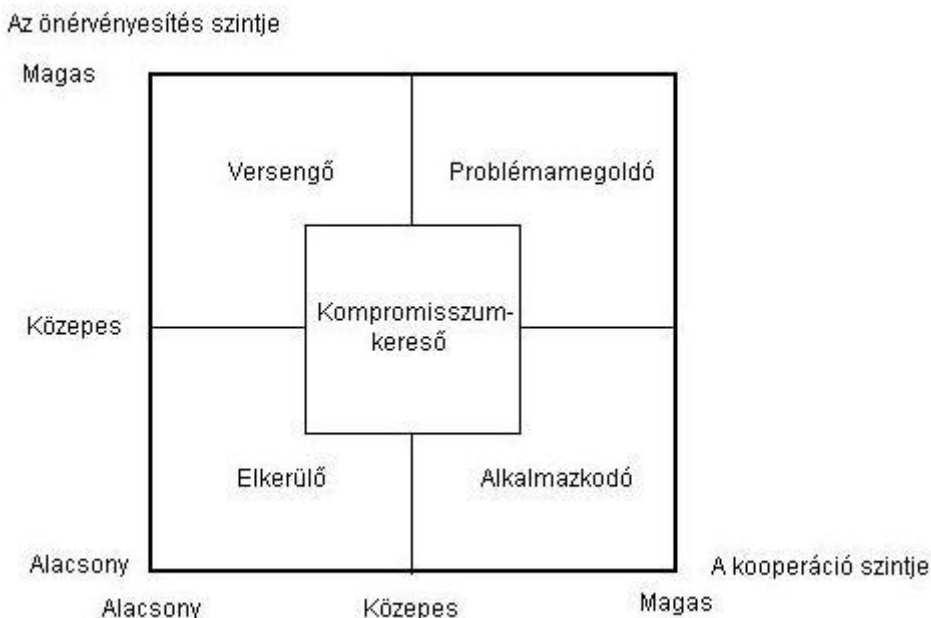 Az önérvényesítés szintje
Magas
Versengő
Problémamegoldó
Közepes
Kompromisszum-
kereső
Elkerülő
Alkalmazkodó
Alacsony
A kooperáció szintje
Alacsony
Közepes
Magas